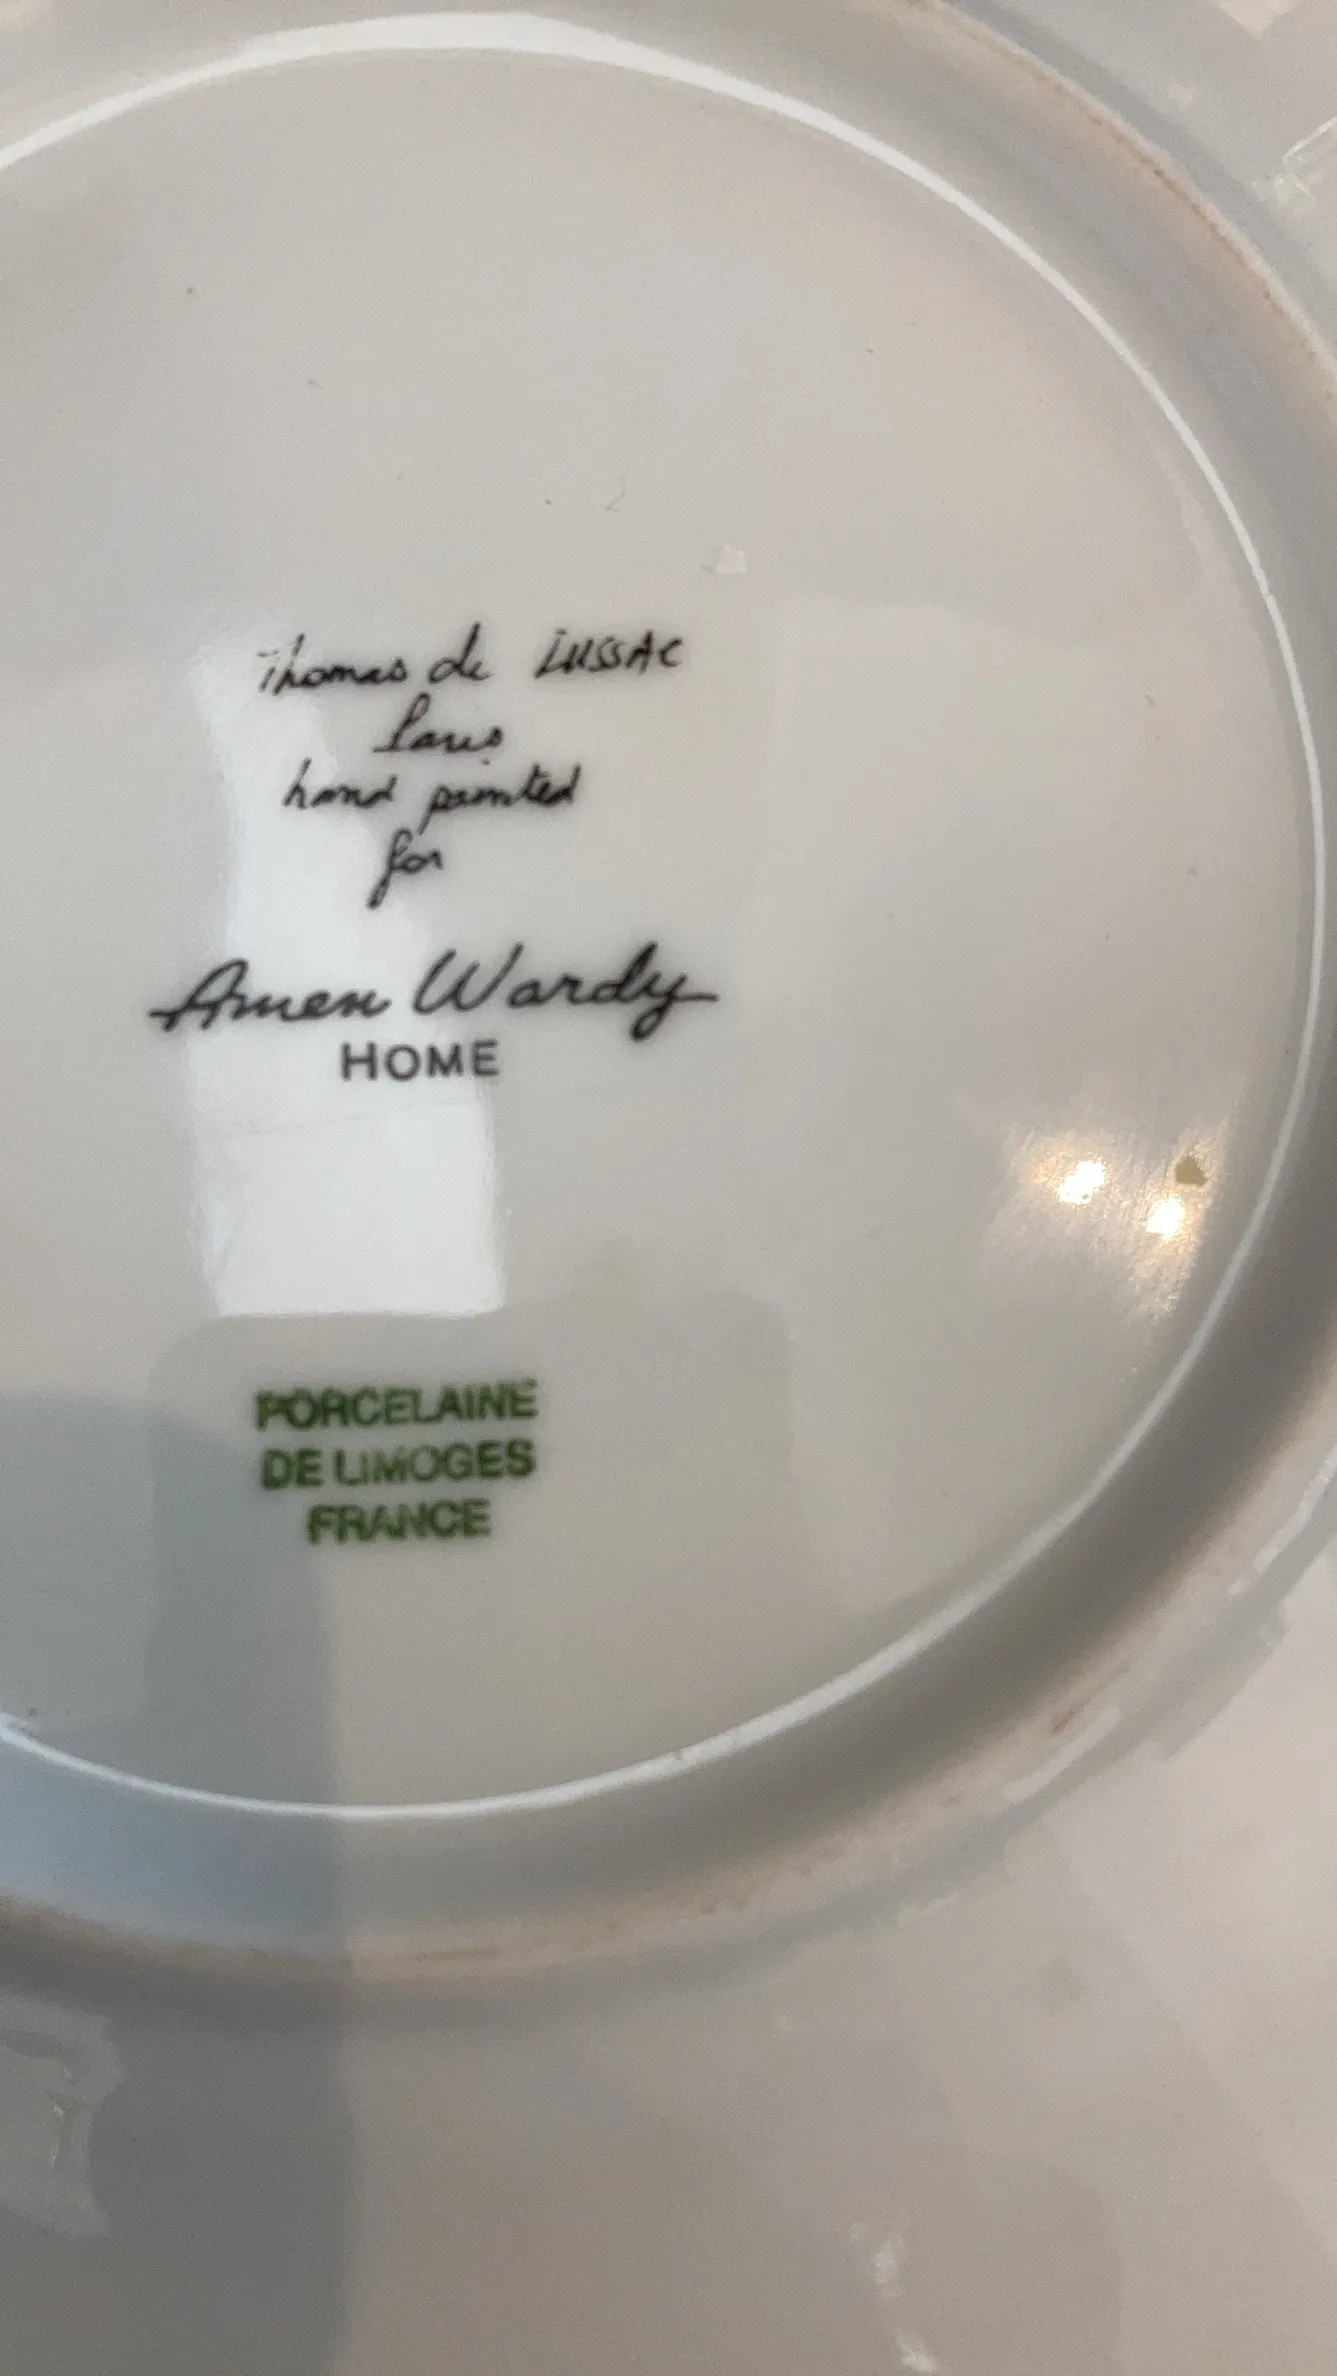 Thomas de LUSSAC
Paris
hand painted
for
Amen Wardy
HOME
PORCELAINE
DE LIMOGES
FRANCE